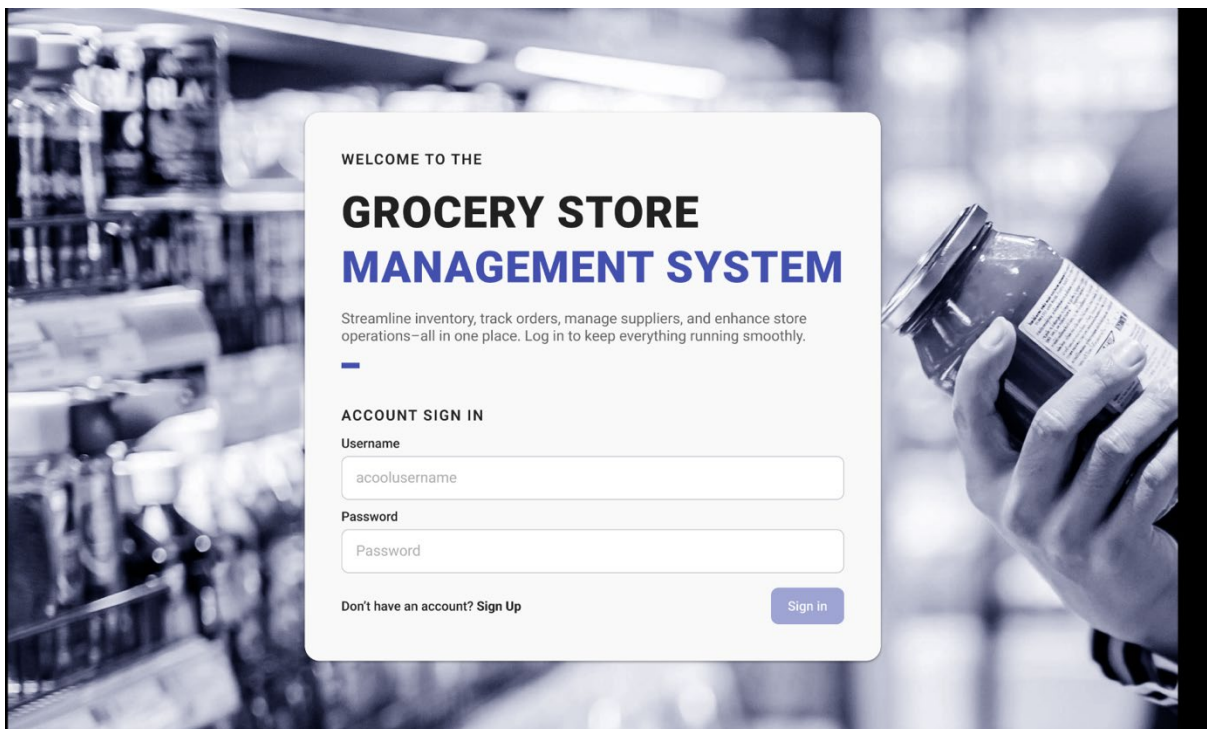 WELCOME TO THE
GROCERY STORE
MANAGEMENT SYSTEM
Streamline inventory, track orders, manage suppliers, and enhance store
operations–all in one place. Log in to keep everything running smoothly.
ACCOUNT SIGN IN
Username
acoolusername
Password
Password
Don't have an account? Sign Up
Sign in